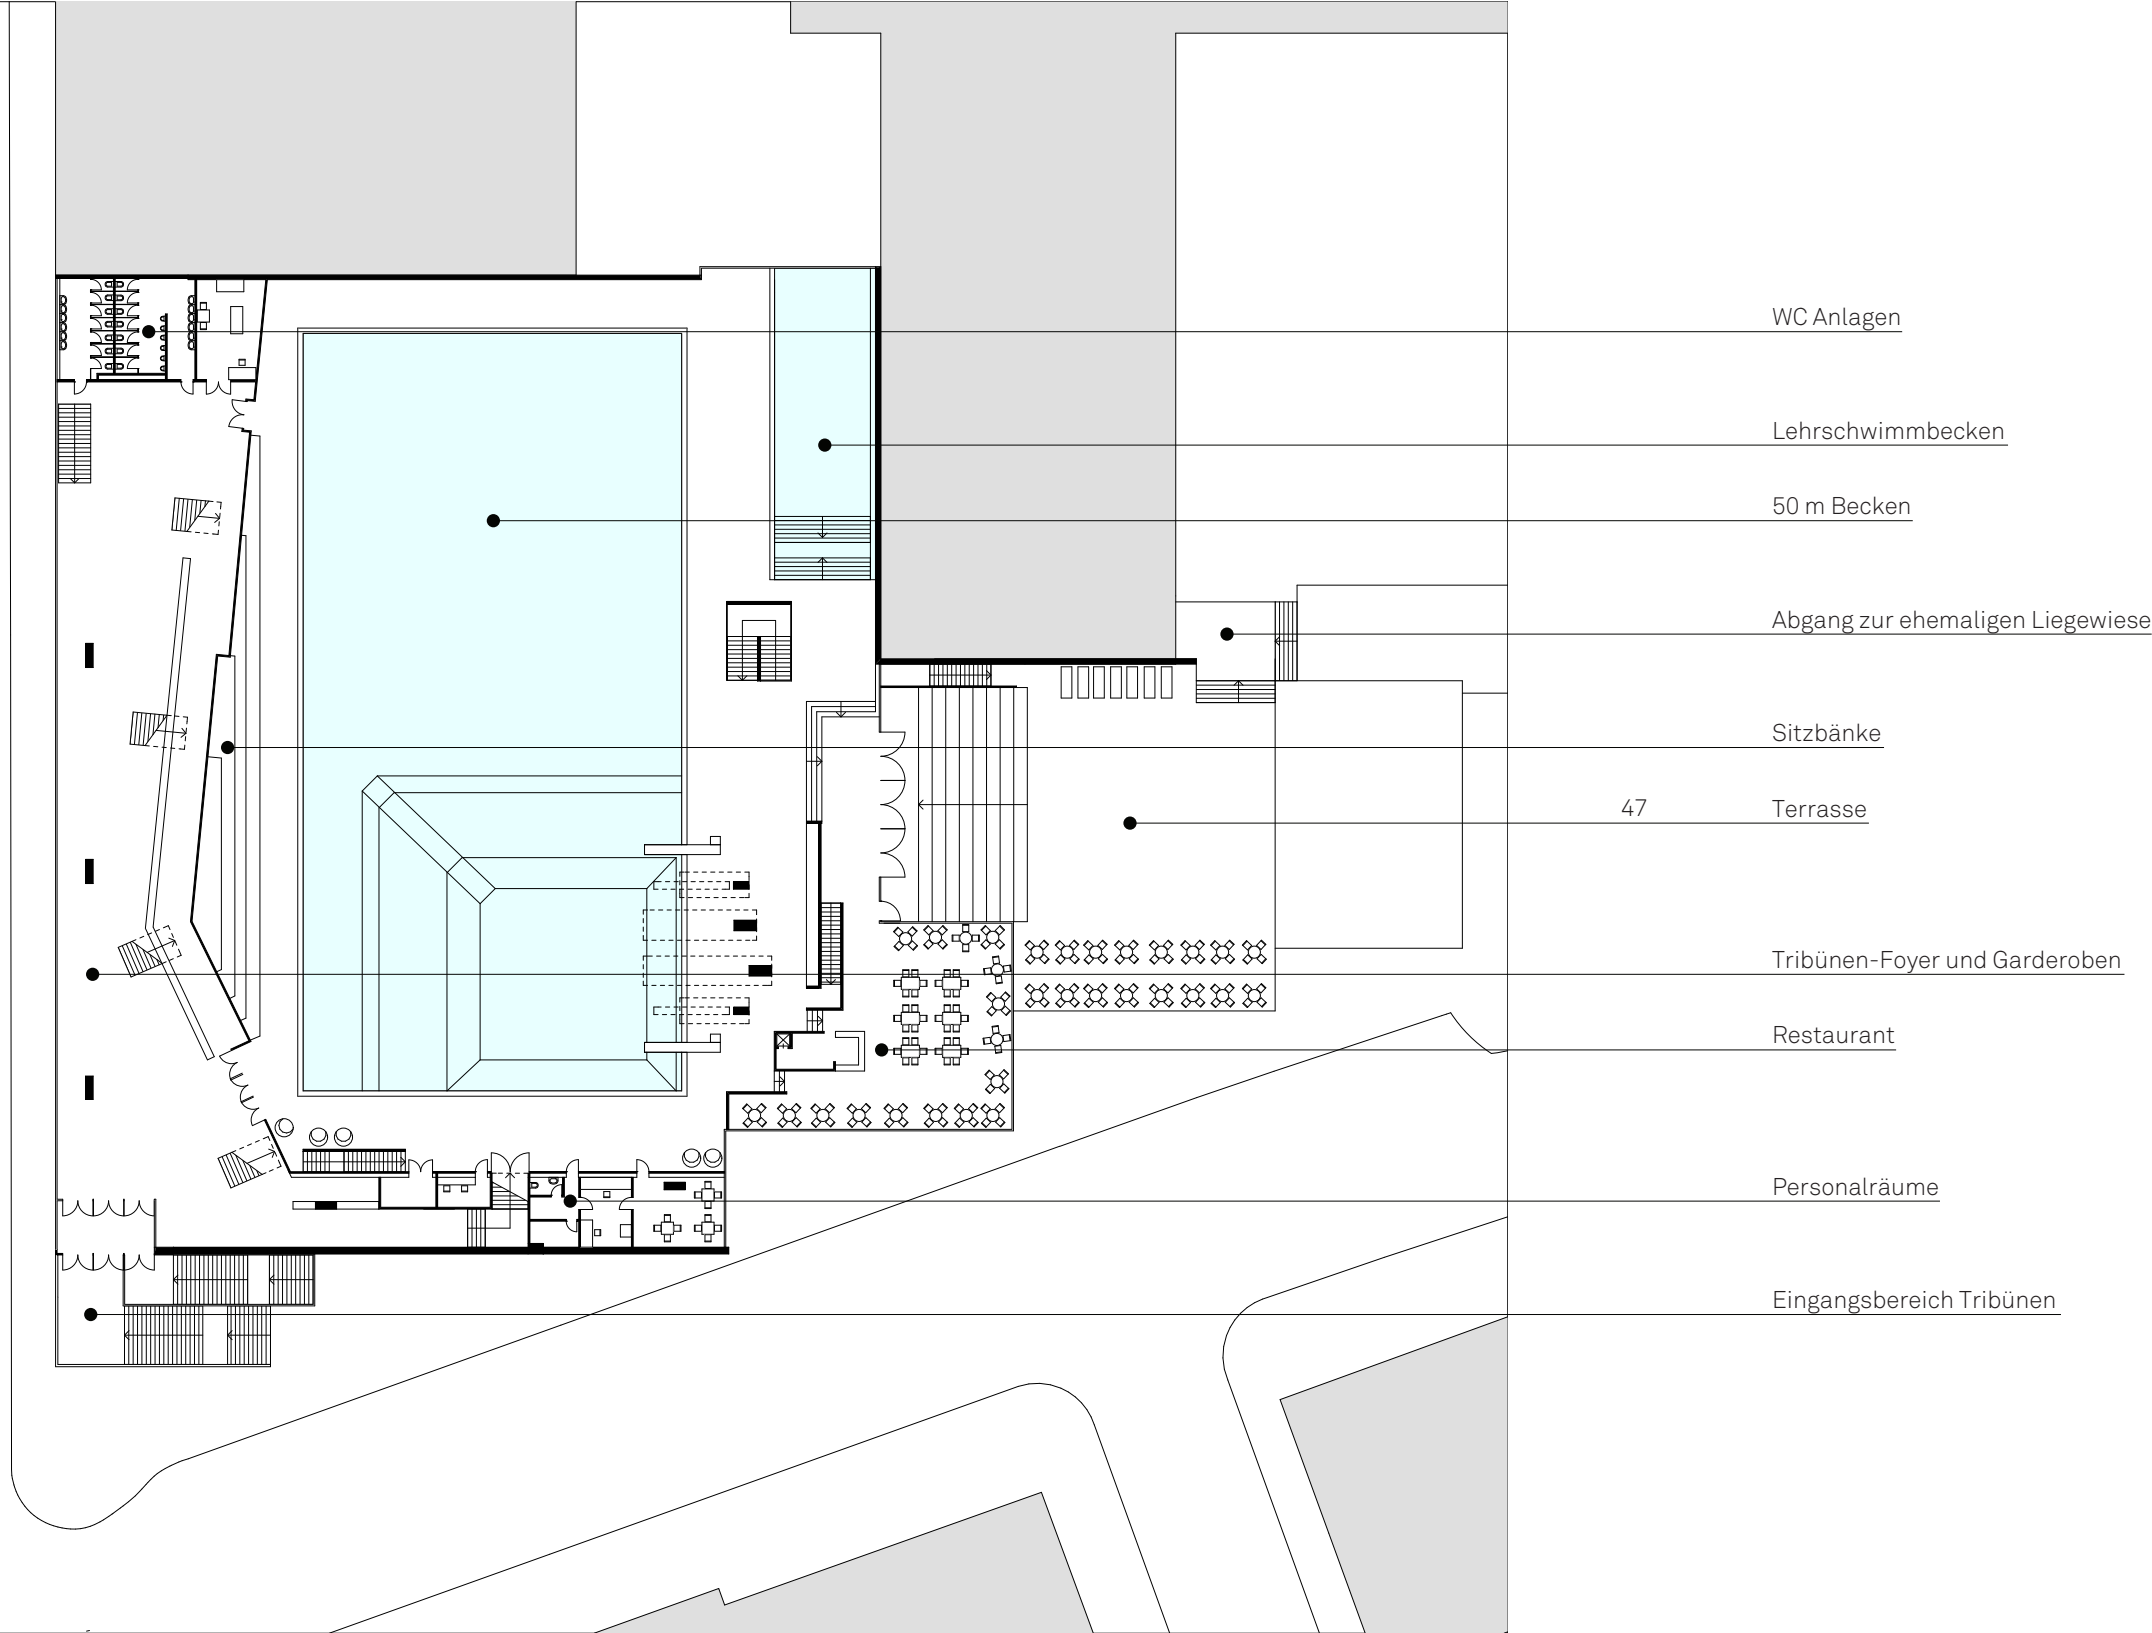 WC Anlagen
Lehrschwimmbecken
50 m Becken
Abgang zur ehemaligen Liegewiese
Sitzbänke
47 Terrasse
Tribünen-Foyer und Garderoben
Restaurant
Personalräume
Eingangsbereich Tribünen